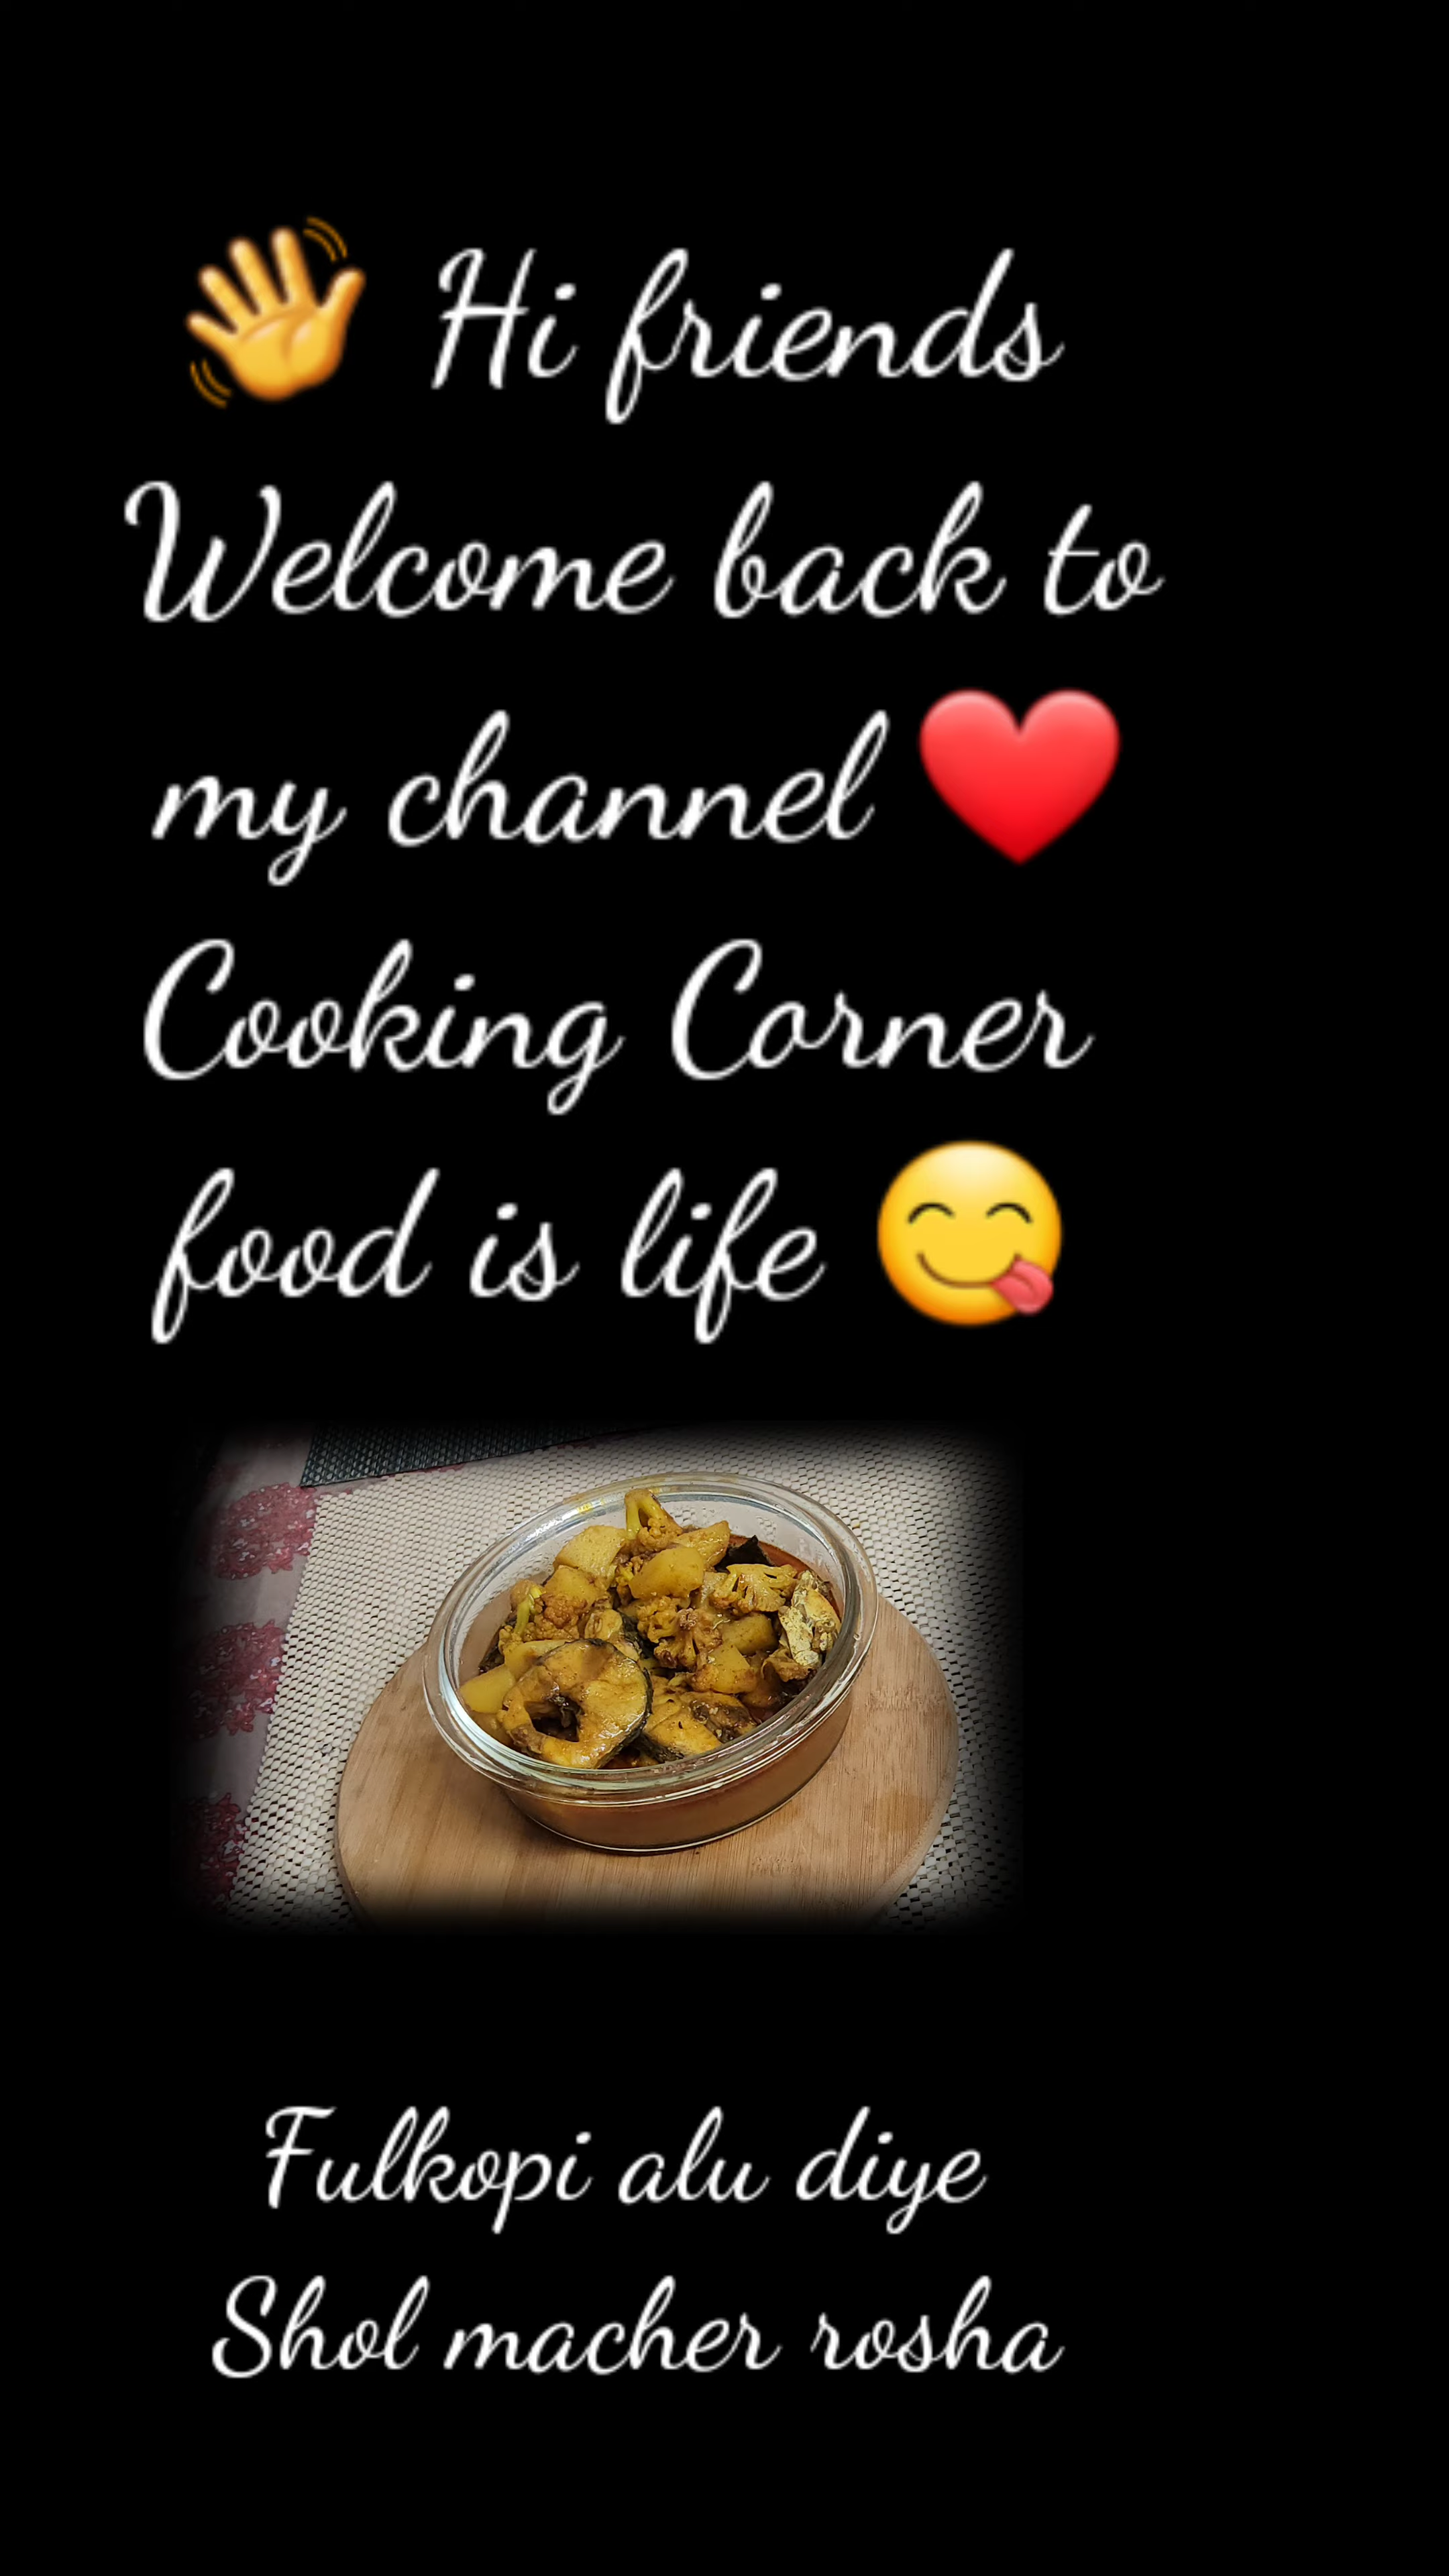 👋 Hi friends
Welcome back to
my channel ❤️
Cooking Corner
food is life 😋
Fulkopi alu diye
Shol macher rosha